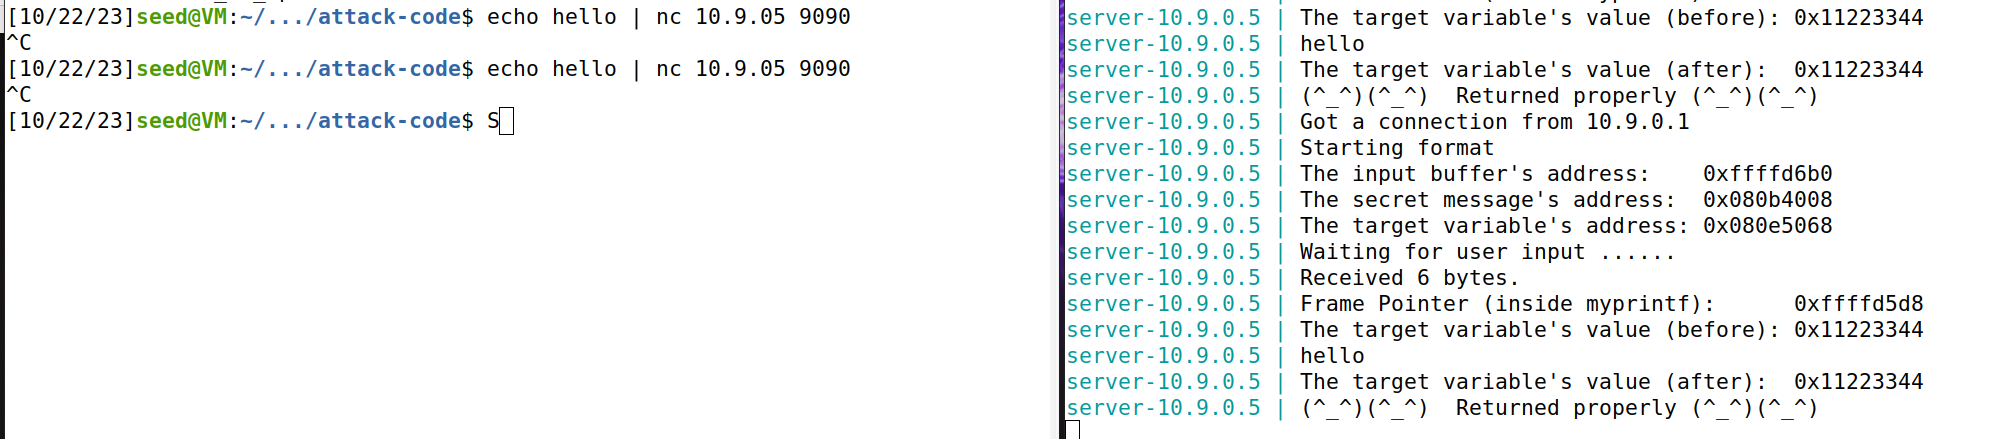 [10/22/23]seed@VM:~/.../attack-code$ echo hello | nc 10.9.05 9090
^C
[10/22/23]seed@VM:~/.../attack-code$ echo hello | nc 10.9.05 9090
^C
[10/22/23]seed@VM:~/.../attack-code$ S
server-10.9.0.5 | The target variable's value (before): 0x11223344
server-10.9.0.5 | hello
server-10.9.0.5 | The target variable's value (after):  0x11223344
server-10.9.0.5 | (^_^)(^_^)  Returned properly (^_^)(^_^)
server-10.9.0.5 | Got a connection from 10.9.0.1
server-10.9.0.5 | Starting format
server-10.9.0.5 | The input buffer's address:    0xffffd6b0
server-10.9.0.5 | The secret message's address:  0x080b4008
server-10.9.0.5 | The target variable's address: 0x080e5068
server-10.9.0.5 | Waiting for user input ......
server-10.9.0.5 | Received 6 bytes.
server-10.9.0.5 | Frame Pointer (inside myprintf):      0xffffd5d8
server-10.9.0.5 | The target variable's value (before): 0x11223344
server-10.9.0.5 | hello
server-10.9.0.5 | The target variable's value (after):  0x11223344
server-10.9.0.5 | (^_^)(^_^)  Returned properly (^_^)(^_^)